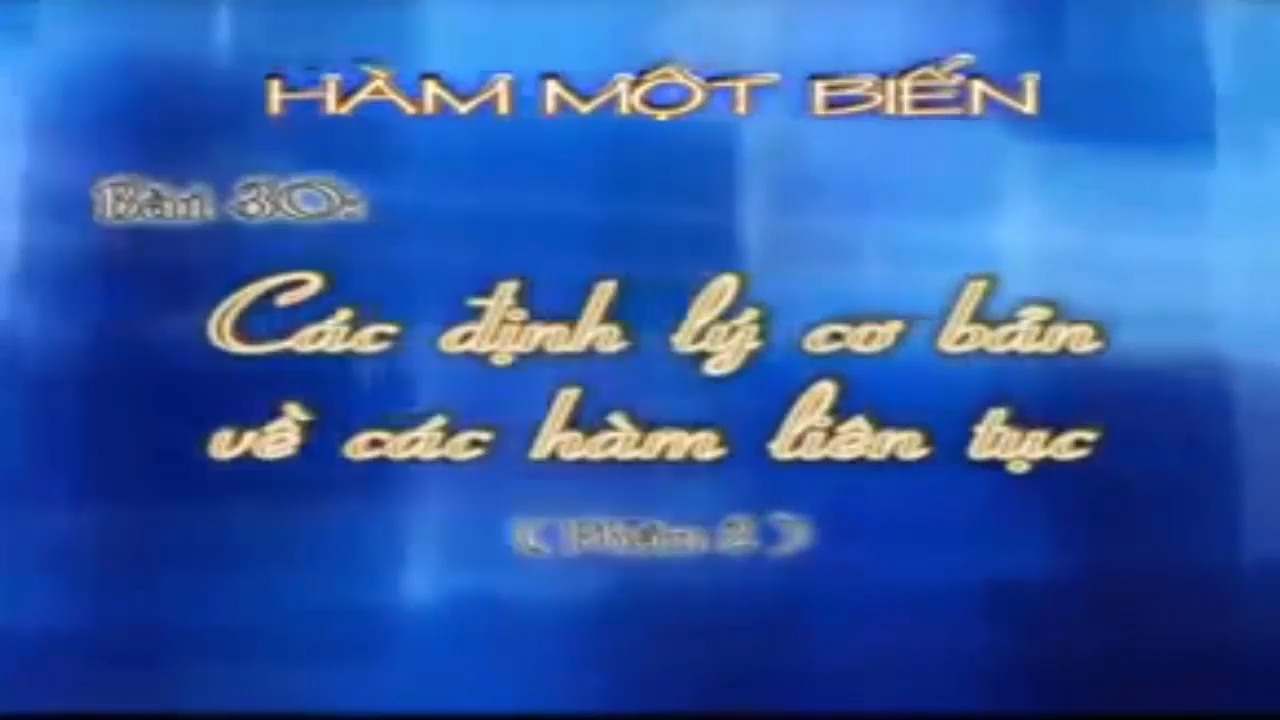 HÀM MỘT BIẾN
Bài 30:
Các định lý cơ bản
về các hàm liên tục
( Phần 2 )